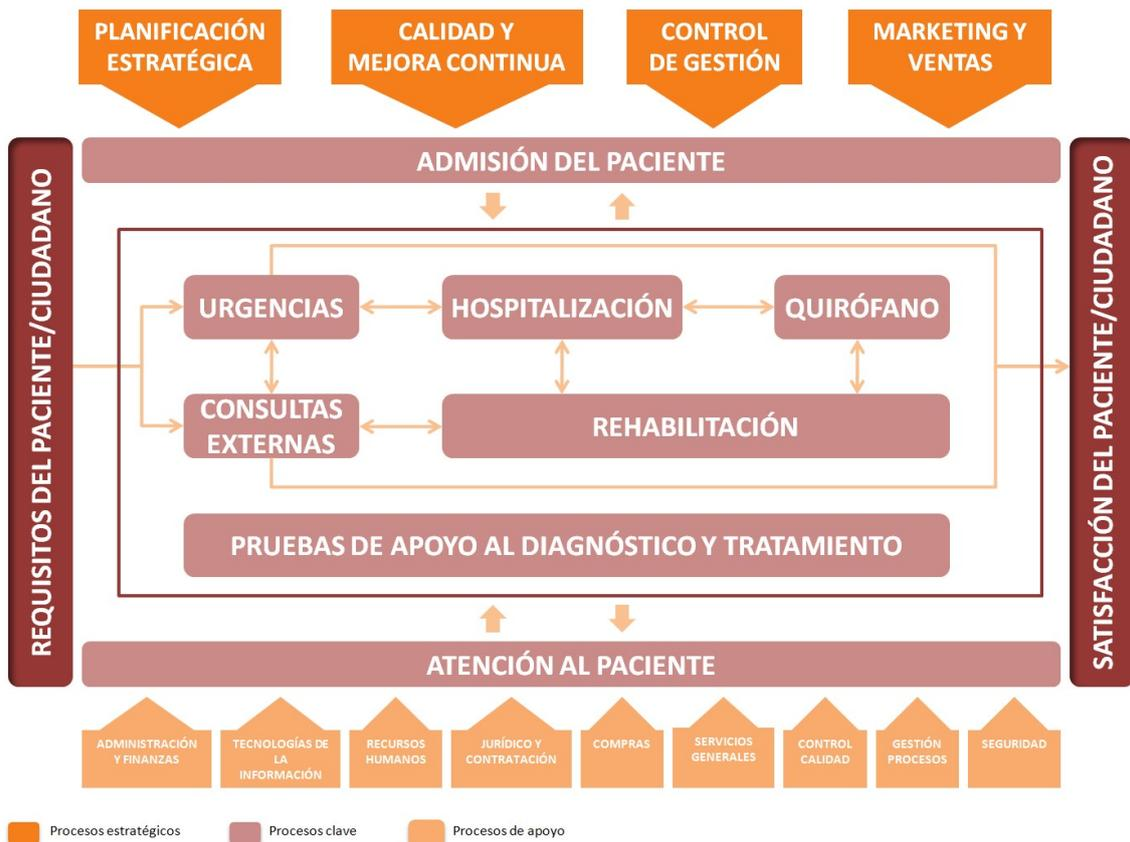 PLANIFICACIÓN
ESTRATÉGICA
CALIDAD Y
MEJORA CONTINUA
CONTROL
DE GESTIÓN
MARKETING Y
VENTAS
REQUISITOS DEL PACIENTE/CIUDADANO
ADMISIÓN DEL PACIENTE
URGENCIAS
HOSPITALIZACIÓN
QUIRÓFANO
CONSULTAS
EXTERNAS
REHABILITACIÓN
PRUEBAS DE APOYO AL DIAGNÓSTICO Y TRATAMIENTO
ATENCIÓN AL PACIENTE
SATISFACCIÓN DEL PACIENTE/CIUDADANO
ADMINISTRACIÓN
Y FINANZAS
TECNOLOGÍAS DE
LA
INFORMACIÓN
RECURSOS
HUMANOS
JURÍDICO Y
CONTRATACIÓN
COMPRAS
SERVICIOS
GENERALES
CONTROL
CALIDAD
GESTIÓN
PROCESOS
SEGURIDAD
Procesos estratégicos
Procesos clave
Procesos de apoyo